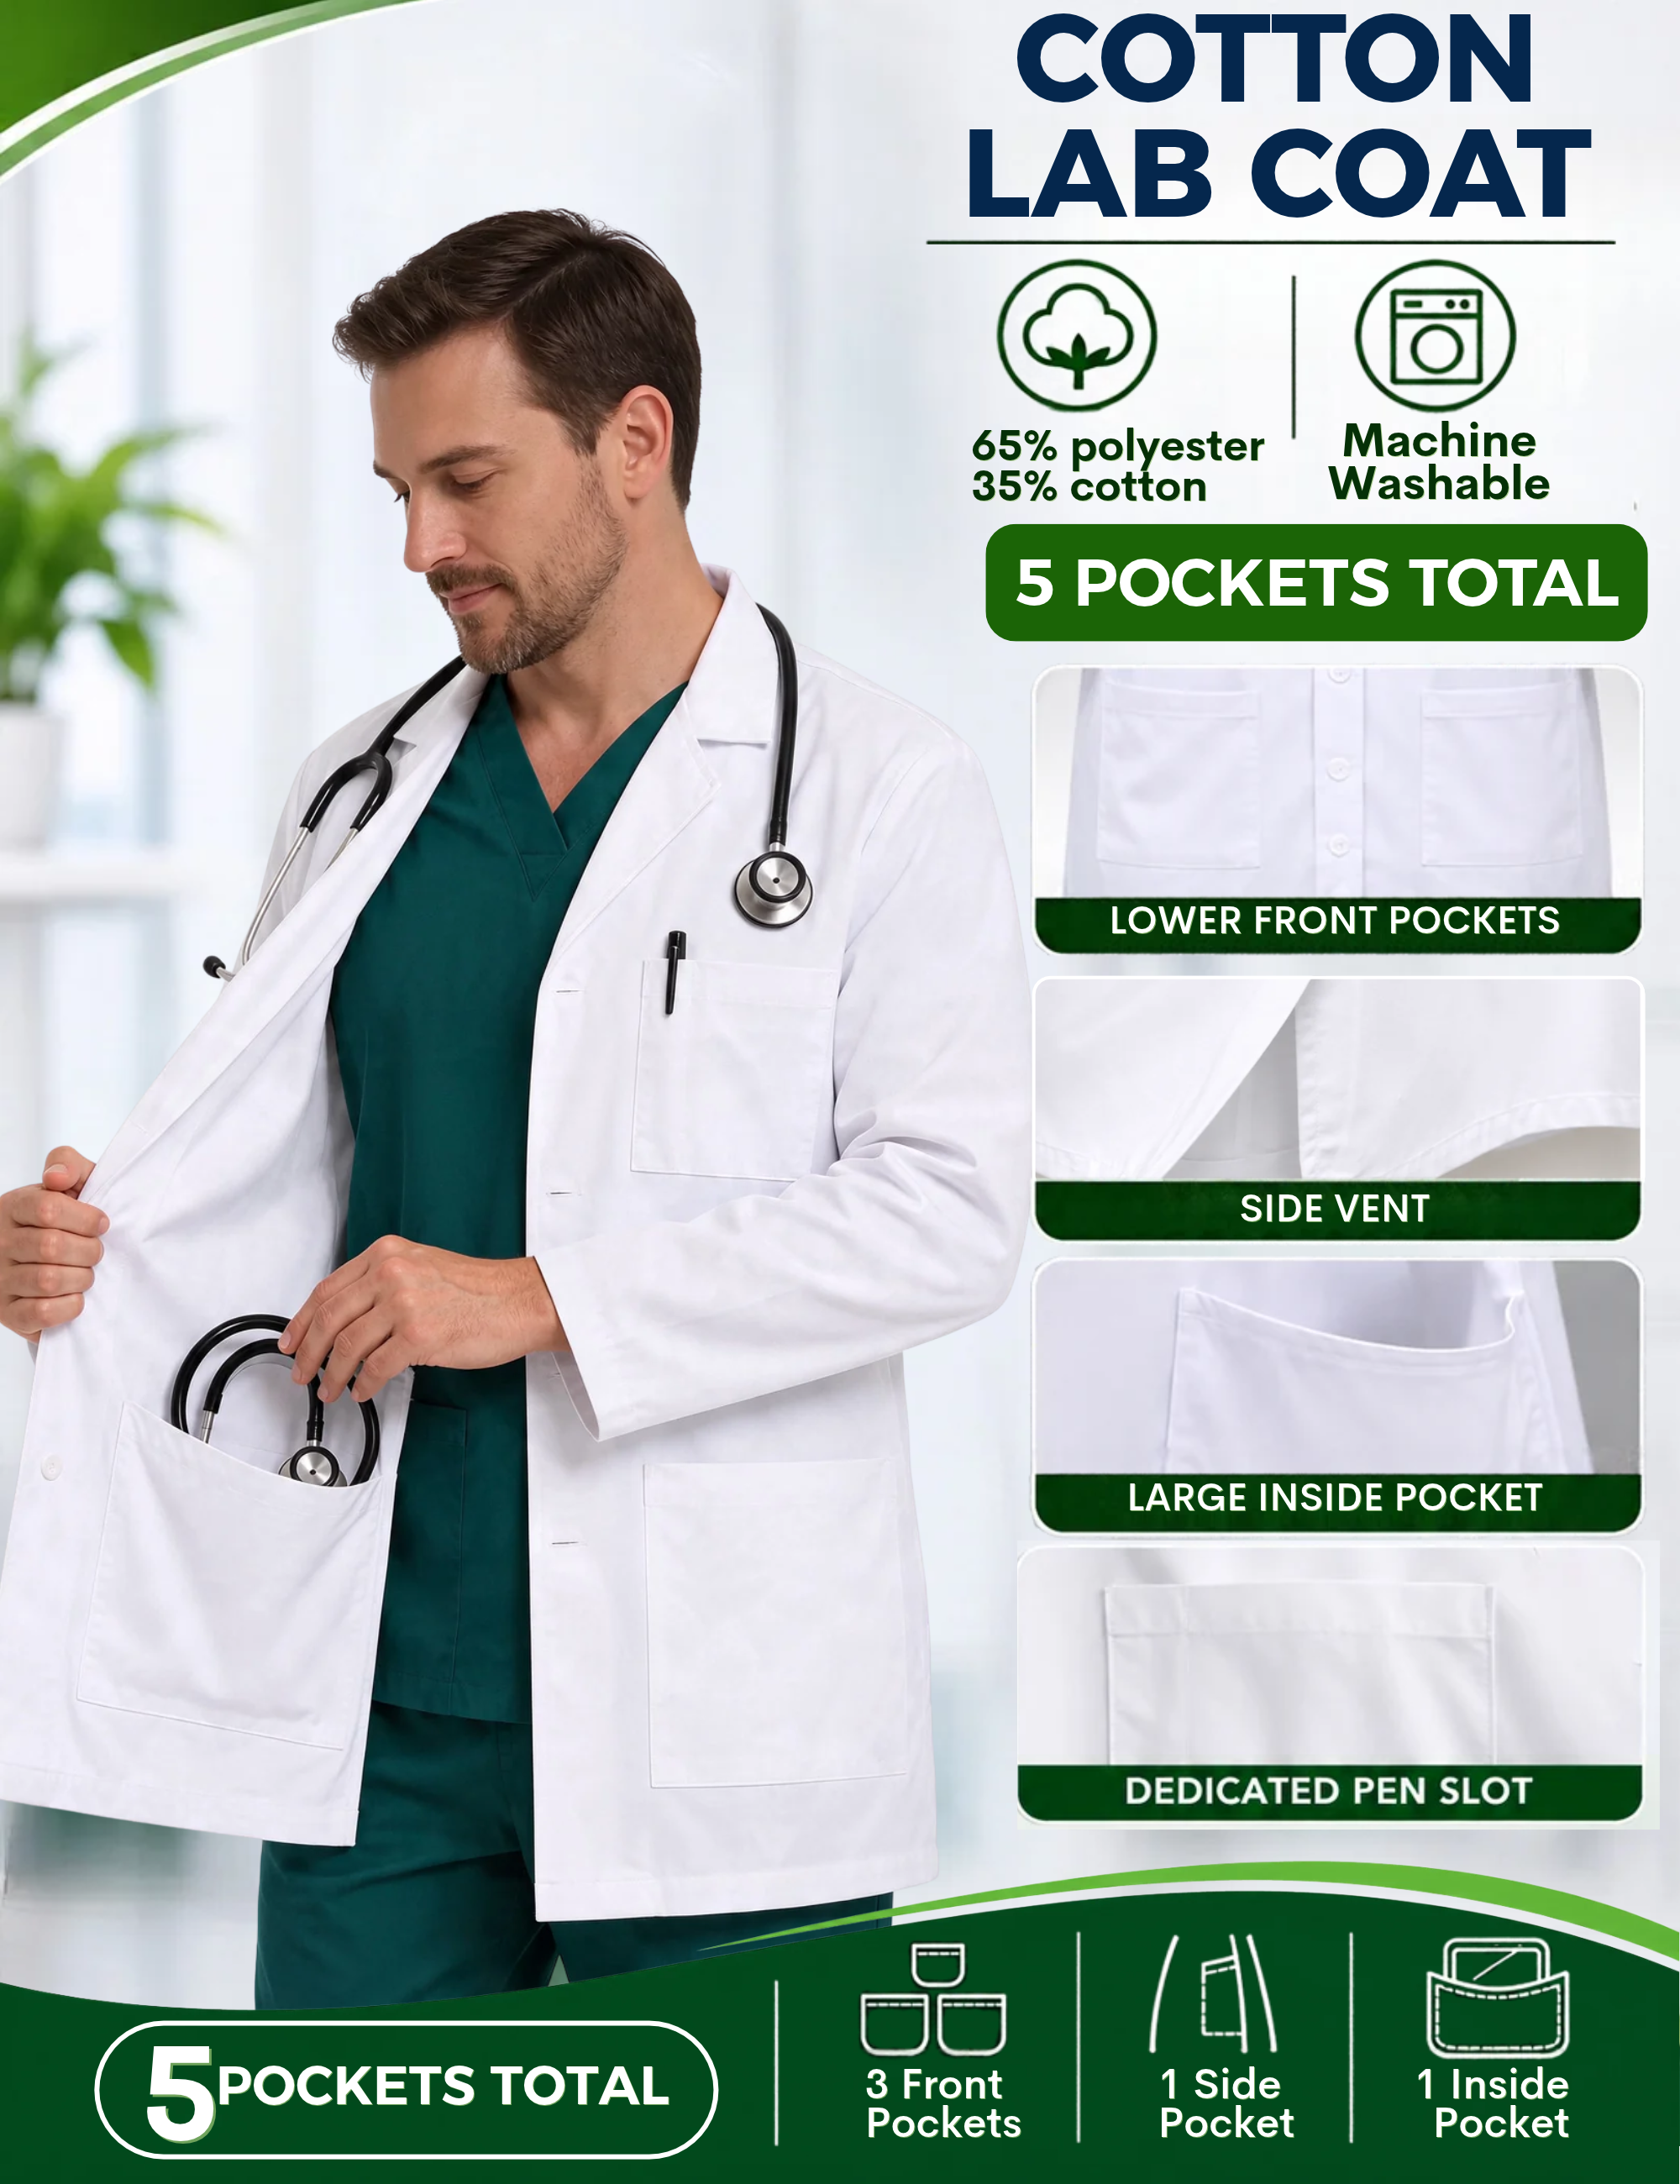 COTTON
LAB COAT
65% polyester
35% cotton
Machine
Washable
5 POCKETS TOTAL
LOWER FRONT POCKETS
SIDE VENT
LARGE INSIDE POCKET
DEDICATED PEN SLOT
5 POCKETS TOTAL
3 Front
Pockets
1 Side
Pocket
1 Inside
Pocket